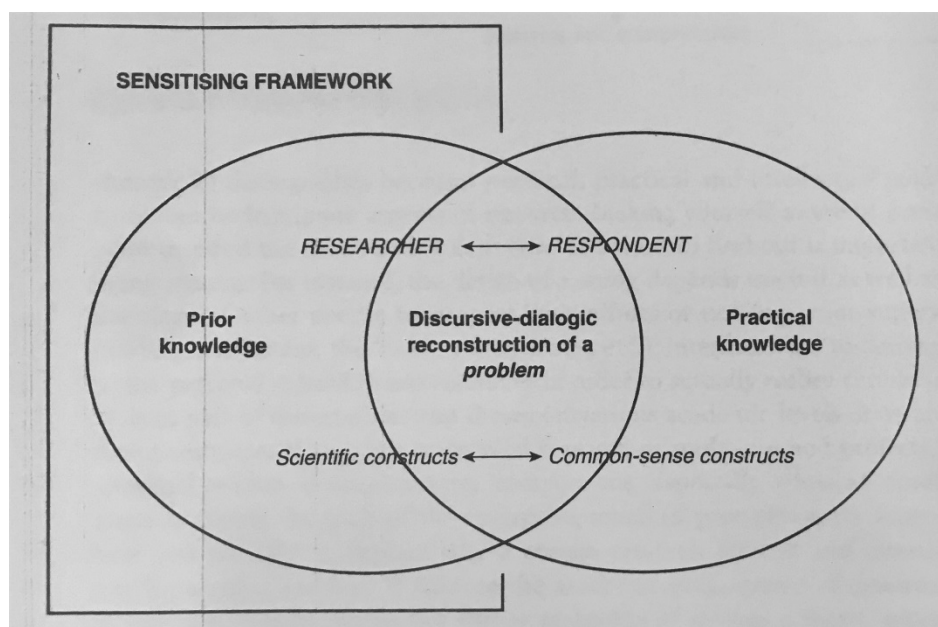 SENSITISING FRAMEWORK
RESEARCHER ↔ RESPONDENT
Prior knowledge
Discursive-dialogic reconstruction of a problem
Practical knowledge
Scientific constructs ↔ Common-sense constructs